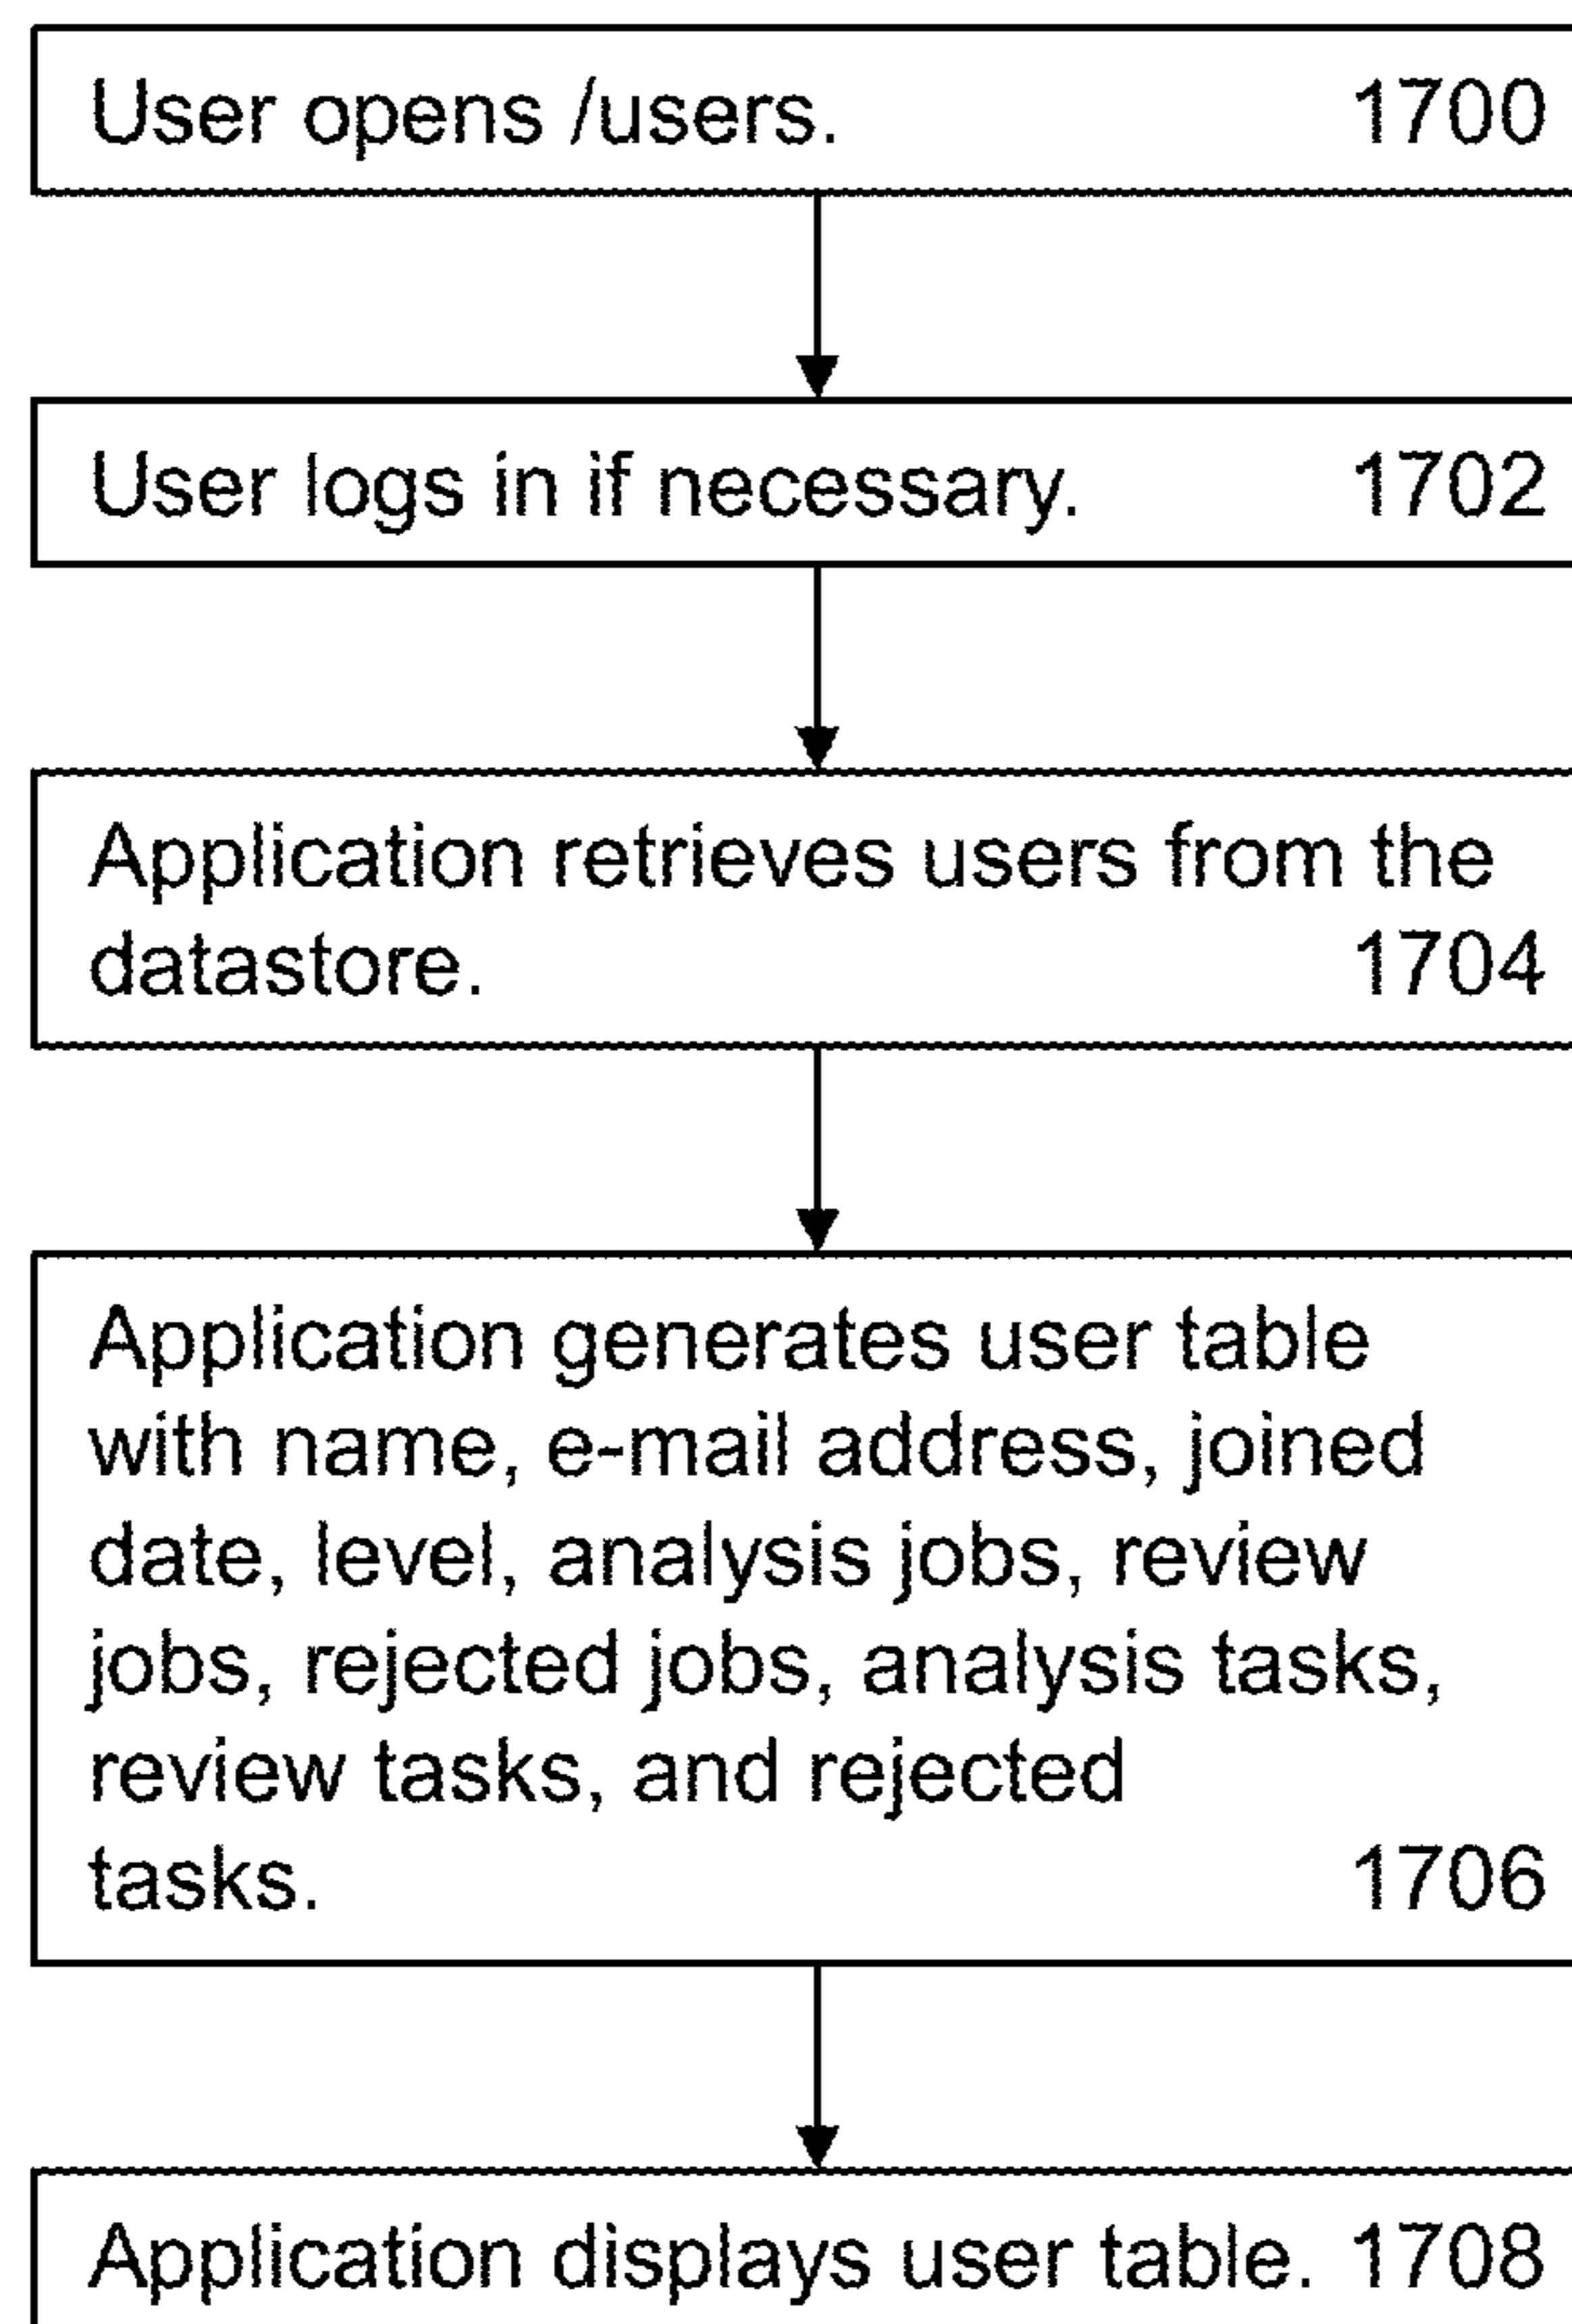 User opens /users. 1700
User logs in if necessary. 1702
Application retrieves users from the
datastore. 1704
Application generates user table
with name, e-mail address, joined
date, level, analysis jobs, review
jobs, rejected jobs, analysis tasks,
review tasks, and rejected
tasks. 1706
Application displays user table. 1708